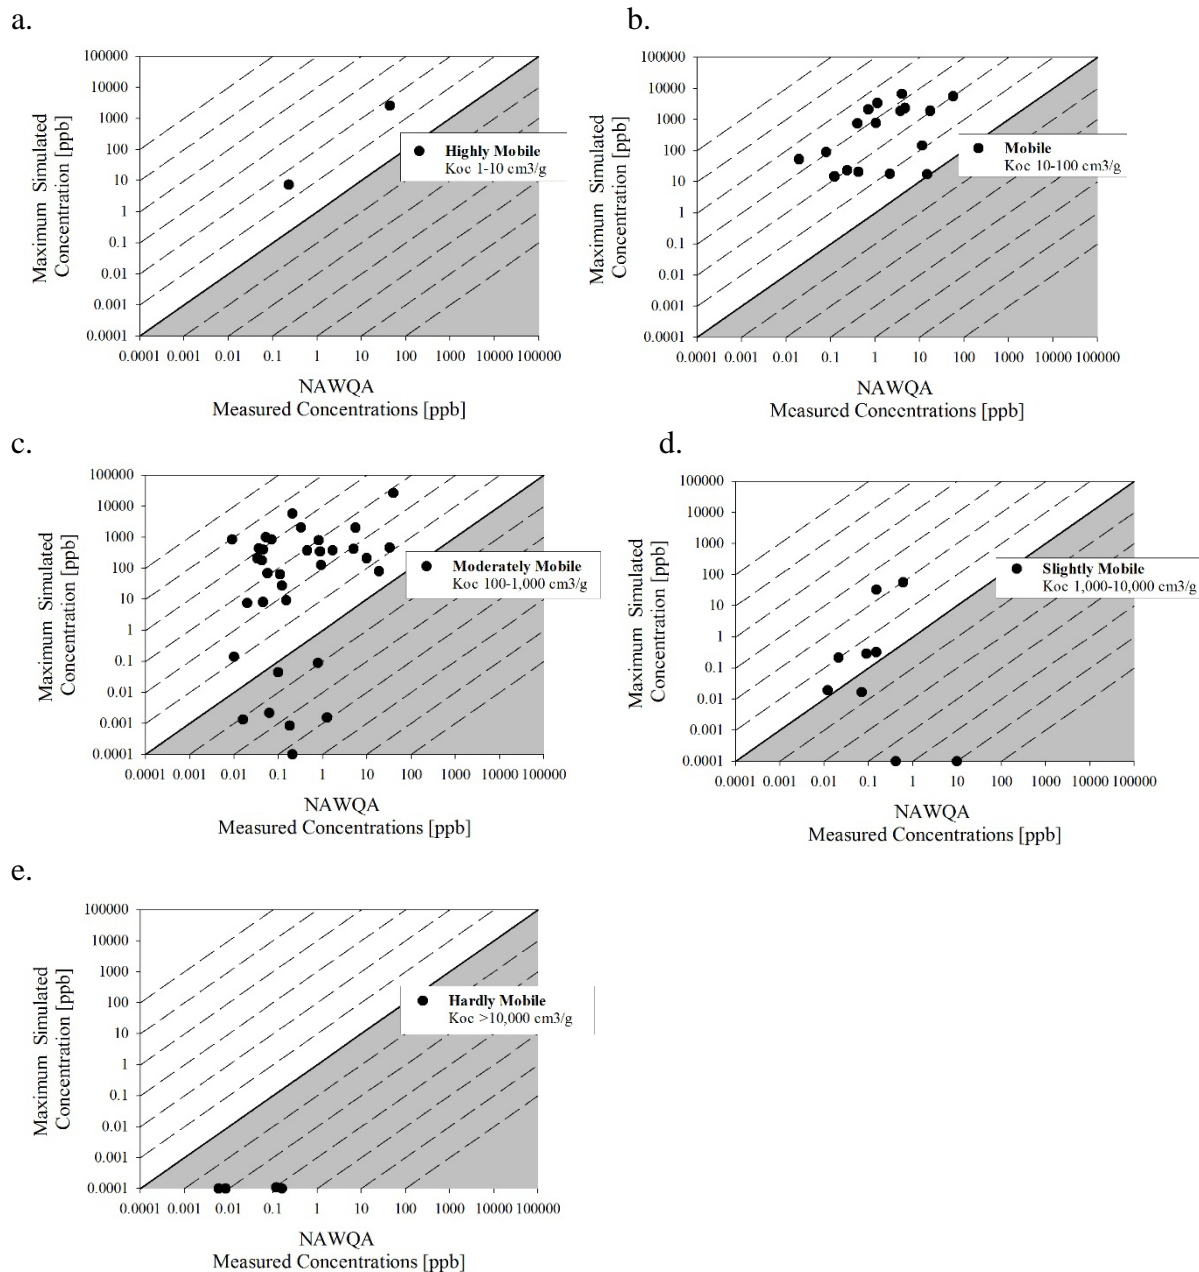 a.
100000
10000
1000
100
10
1
0.1
0.01
0.001
0.0001
Maximum Simulated
Concentration [ppb]
Highly Mobile
Koc 1-10 cm3/g
0.0001 0.001 0.01 0.1 1 10 100 1000 10000 100000
NAWQA
Measured Concentrations [ppb]
b.
100000
10000
1000
100
10
1
0.1
0.01
0.001
0.0001
Maximum Simulated
Concentration [ppb]
Mobile
Koc 10-100 cm3/g
0.0001 0.001 0.01 0.1 1 10 100 1000 10000 100000
NAWQA
Measured Concentrations [ppb]
c.
100000
10000
1000
100
10
1
0.1
0.01
0.001
0.0001
Maximum Simulated
Concentration [ppb]
Moderately Mobile
Koc 100-1,000 cm3/g
0.0001 0.001 0.01 0.1 1 10 100 1000 10000 100000
NAWQA
Measured Concentrations [ppb]
d.
100000
10000
1000
100
10
1
0.1
0.01
0.001
0.0001
Maximum Simulated
Concentration [ppb]
Slightly Mobile
Koc 1,000-10,000 cm3/g
0.0001 0.001 0.01 0.1 1 10 100 1000 10000 100000
NAWQA
Measured Concentrations [ppb]
e.
100000
10000
1000
100
10
1
0.1
0.01
0.001
0.0001
Maximum Simulated
Concentration [ppb]
Hardly Mobile
Koc >10,000 cm3/g
0.0001 0.001 0.01 0.1 1 10 100 1000 10000 100000
NAWQA
Measured Concentrations [ppb]